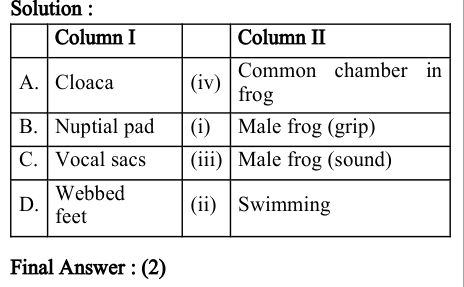 Solution :
Column I Column II
A. Cloaca (iv) Common chamber in
frog
B. Nuptial pad (i) Male frog (grip)
C. Vocal sacs (iii) Male frog (sound)
D. Webbed
feet (ii) Swimming
Final Answer : (2)